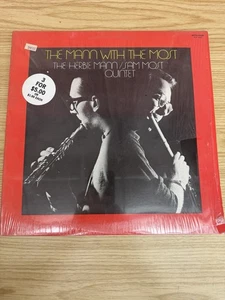 THE MANN WITH THE MOST
THE HERBIE MANN/SAM MOST
QUINTET
3
FOR
$5.00